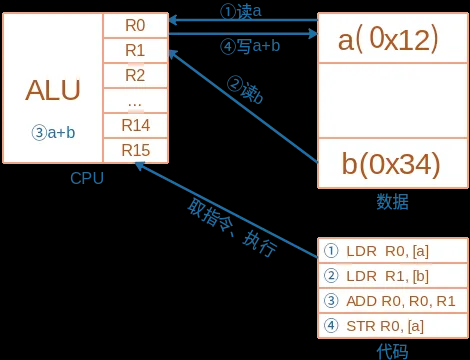 ①读a
R0
a(0x12)
④写a+b
R1
R2
ALU
②读b
...
③a+b
R14
R15
b(0x34)
CPU
数据
取指令、执行
① LDR R0, [a]
② LDR R1, [b]
③ ADD R0, R0, R1
④ STR R0, [a]
代码